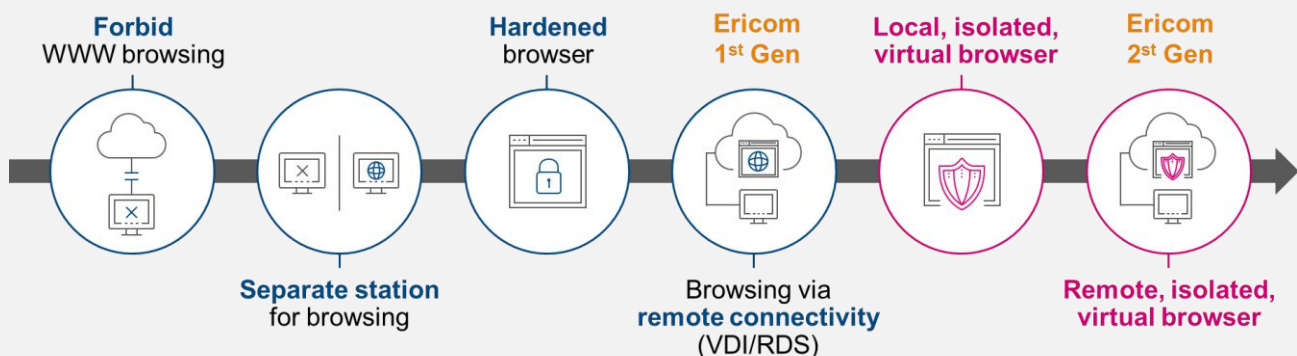 Forbid
WWW browsing
Separate station
for browsing
Hardened
browser
Ericom
1st Gen
Browsing via
remote connectivity
(VDI/RDS)
Local, isolated,
virtual browser
Ericom
2nd Gen
Remote, isolated,
virtual browser